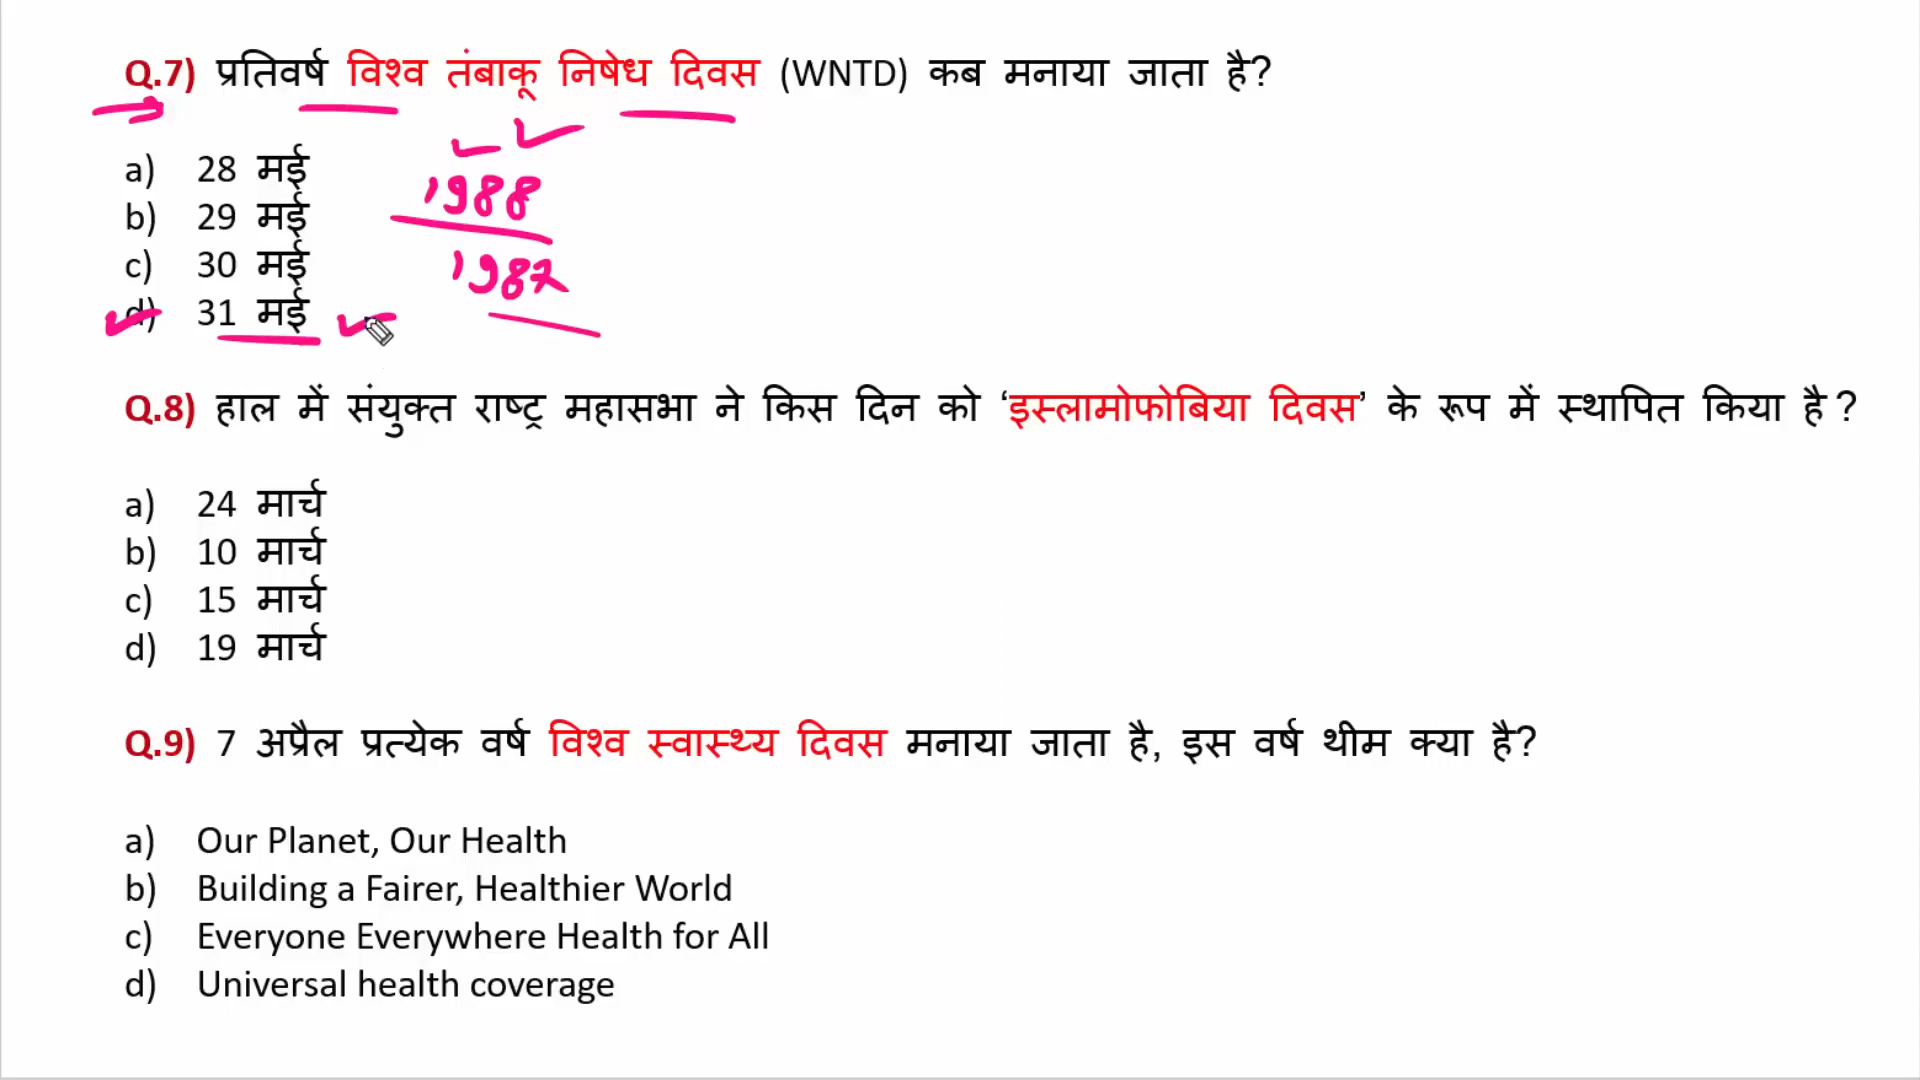 Q.7) प्रतिवर्ष विश्व तंबाकू निषेध दिवस (WNTD) कब मनाया जाता है?
a) 28 मई
1988
b) 29 मई
c) 30 मई
1987
d) 31 मई
Q.8) हाल में संयुक्त राष्ट्र महासभा ने किस दिन को ‘इस्लामोफोबिया दिवस’ के रूप में स्थापित किया है ?
a) 24 मार्च
b) 10 मार्च
c) 15 मार्च
d) 19 मार्च
Q.9) 7 अप्रैल प्रत्येक वर्ष विश्व स्वास्थ्य दिवस मनाया जाता है, इस वर्ष थीम क्या है?
a) Our Planet, Our Health
b) Building a Fairer, Healthier World
c) Everyone Everywhere Health for All
d) Universal health coverage